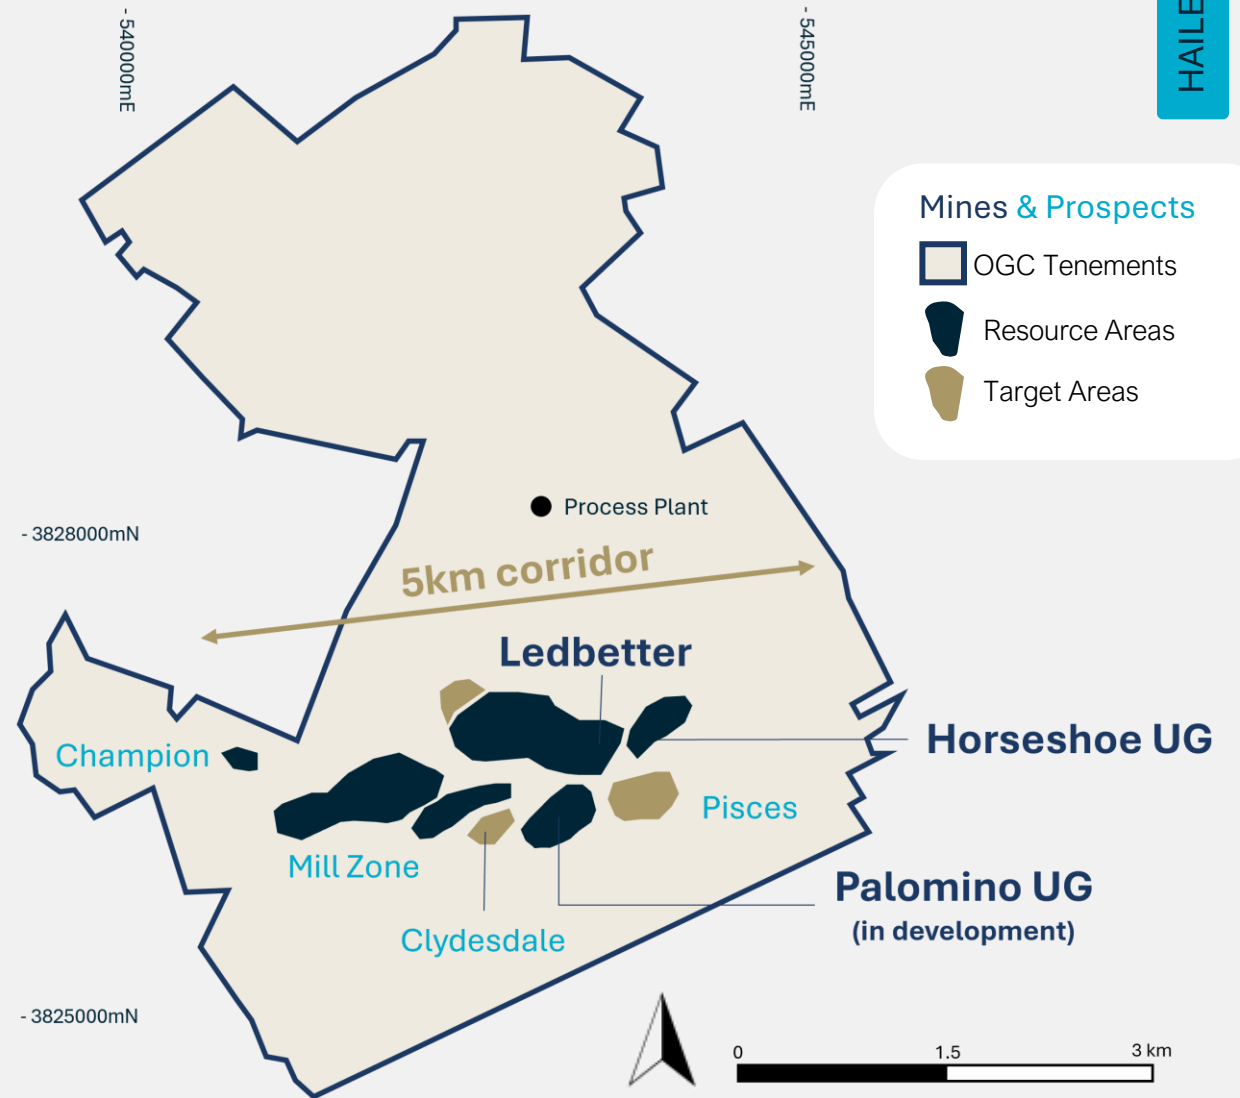 - 540000mE
- 545000mE
HAILE
Mines & Prospects
OGC Tenements
Resource Areas
Target Areas
Process Plant
- 3828000mN
5km corridor
Ledbetter
Horseshoe UG
Champion
Pisces
Mill Zone
Palomino UG
(in development)
Clydesdale
- 3825000mN
0 1.5 3 km